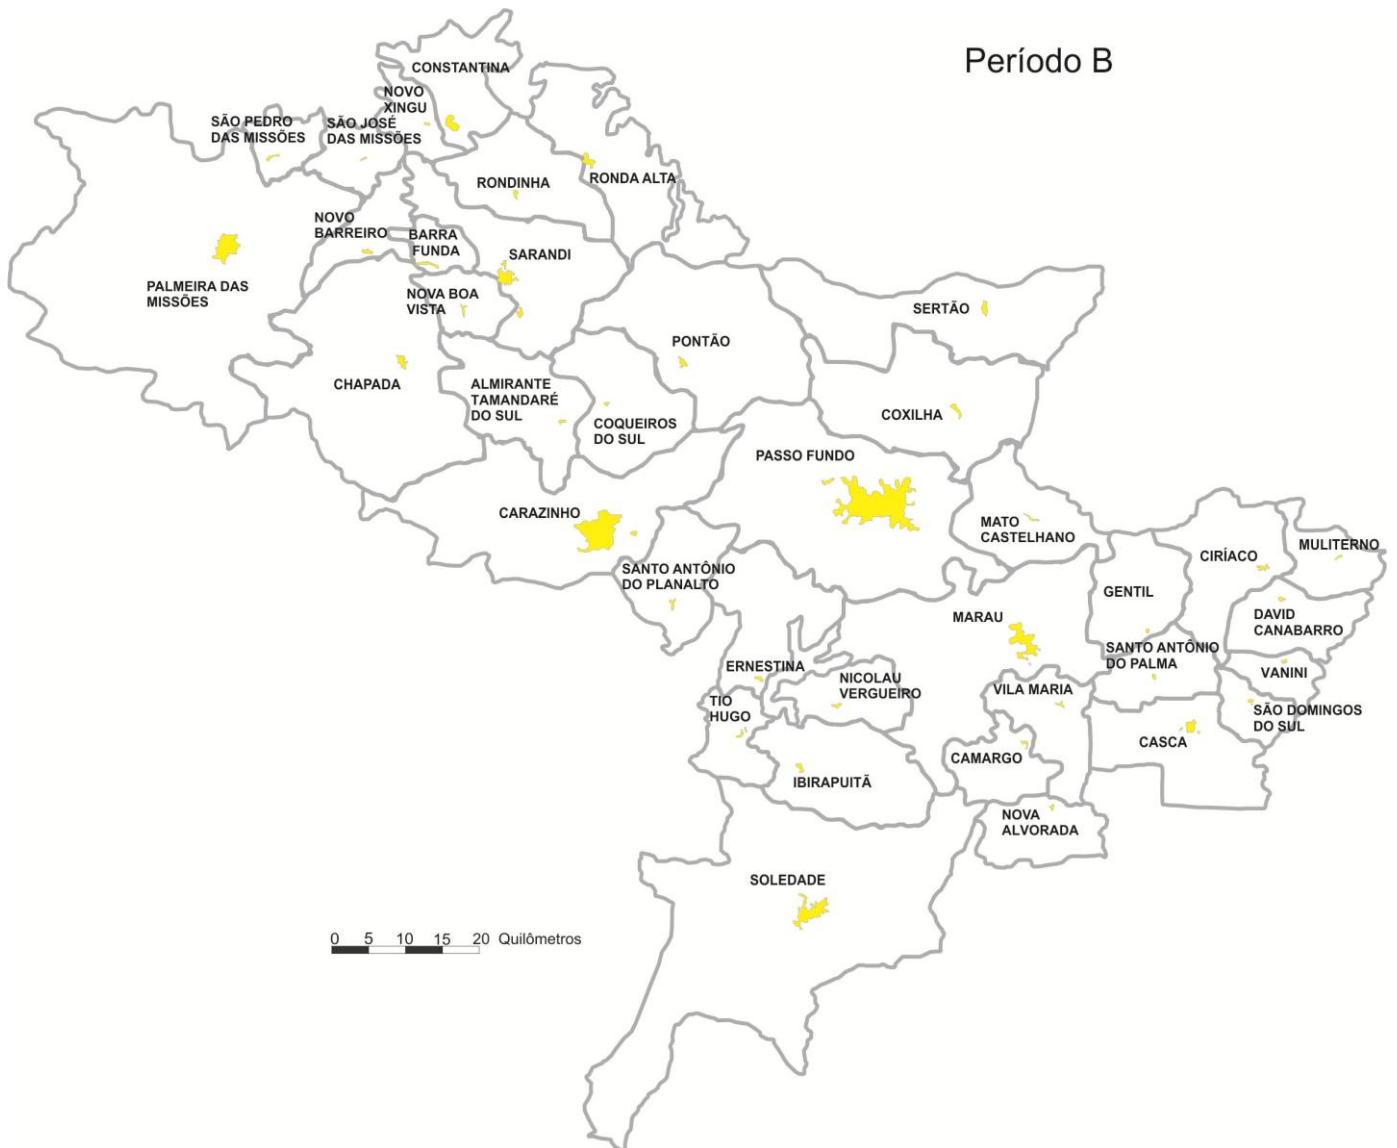 Período B
CONSTANTINA
NOVO
XINGU
SÃO PEDRO
DAS MISSÕES
SÃO JOSÉ
DAS MISSÕES
RONDINHA
RONDA ALTA
NOVO
BARREIRO
BARRA
FUNDA
SARANDI
PALMEIRA DAS
MISSÕES
NOVA BOA
VISTA
SERTÃO
PONTÃO
CHAPADA
ALMIRANTE
TAMANDARÉ
DO SUL
COQUEIROS
DO SUL
COXILHA
PASSO FUNDO
CARAZINHO
MATO
CASTELHANO
CIRÍACO
MULITERNO
SANTO ANTÔNIO
DO PLANALTO
GENTIL
MARAU
DAVID
CANABARRO
SANTO ANTÔNIO
DO PALMA
VANINI
ERNESTINA
NICOLAU
VERGUEIRO
VILA MARIA
TIO
HUGO
SÃO DOMINGOS
DO SUL
CASCA
CAMARGO
IBIRAPUITÃ
NOVA
ALVORADA
SOLEDADE
0 5 10 15 20 Quilômetros